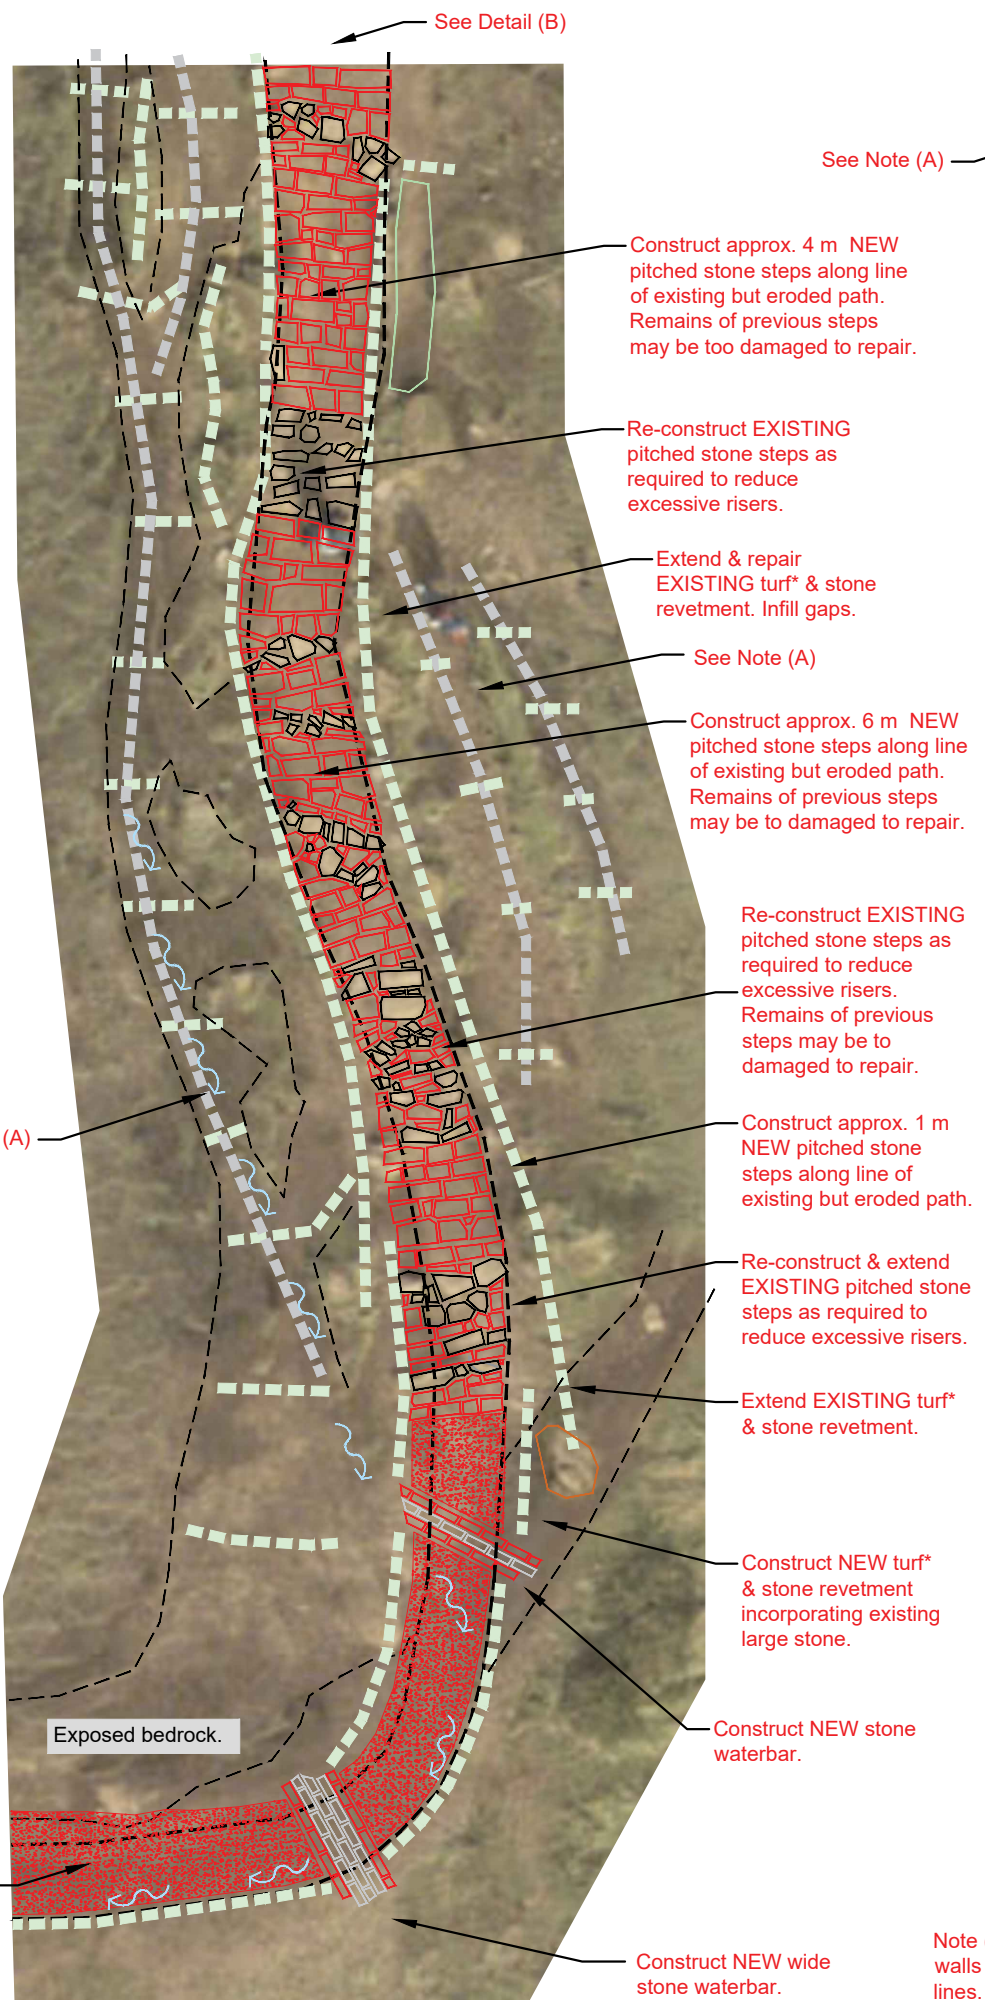 See Detail (B)
See Note (A)
Construct approx. 4 m  NEW
pitched stone steps along line
of existing but eroded path.
Remains of previous steps
may be too damaged to repair.
Re-construct EXISTING
pitched stone steps as
required to reduce
excessive risers.
Extend & repair
EXISTING turf* & stone
revetment. Infill gaps.
See Note (A)
Construct approx. 6 m  NEW
pitched stone steps along line
of existing but eroded path.
Remains of previous steps
may be to damaged to repair.
Re-construct EXISTING
pitched stone steps as
required to reduce
excessive risers.
Remains of previous
steps may be to
damaged to repair.
(A)
Construct approx. 1 m
NEW pitched stone
steps along line of
existing but eroded path.
Re-construct & extend
EXISTING pitched stone
steps as required to
reduce excessive risers.
Extend EXISTING turf*
& stone revetment.
Construct NEW turf*
& stone revetment
incorporating existing
large stone.
Exposed bedrock.
Construct NEW stone
waterbar.
Construct NEW wide
stone waterbar.
Note
walls
lines.